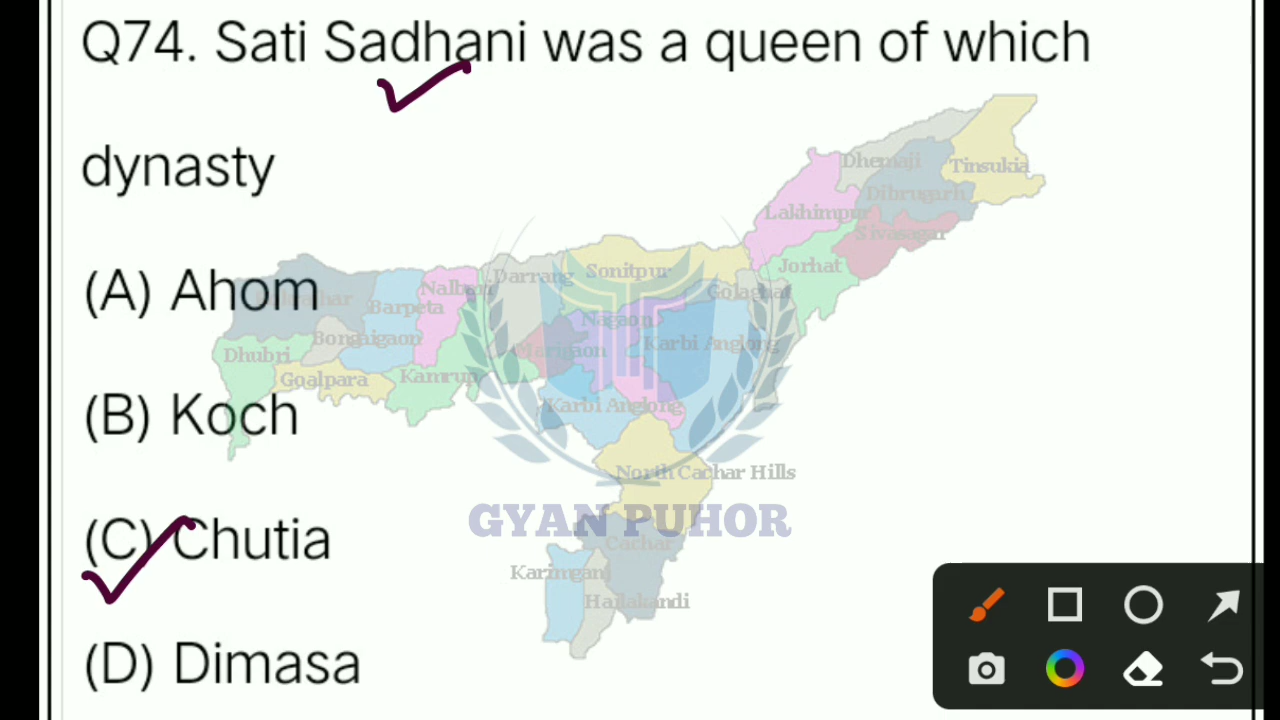 Q74. Sati Sadhani was a queen of which
dynasty
(A) Ahom
(B) Koch
(C) Chutia
(D) Dimasa
Dhemaji
Tinsukia
Dibrugarh
Lakhimpur
Sivasagar
Jorhat
Sonitpur
Darrang
Golaghat
Nalbari
Barpeta
Nagaon
Bongaigaon
Karbi Anglong
Marigaon
Dhubri
Goalpara
Kamrup
Karbi Anglong
North Cachar Hills
GYAN PUHOR
Cachar
Karimganj
Hailakandi